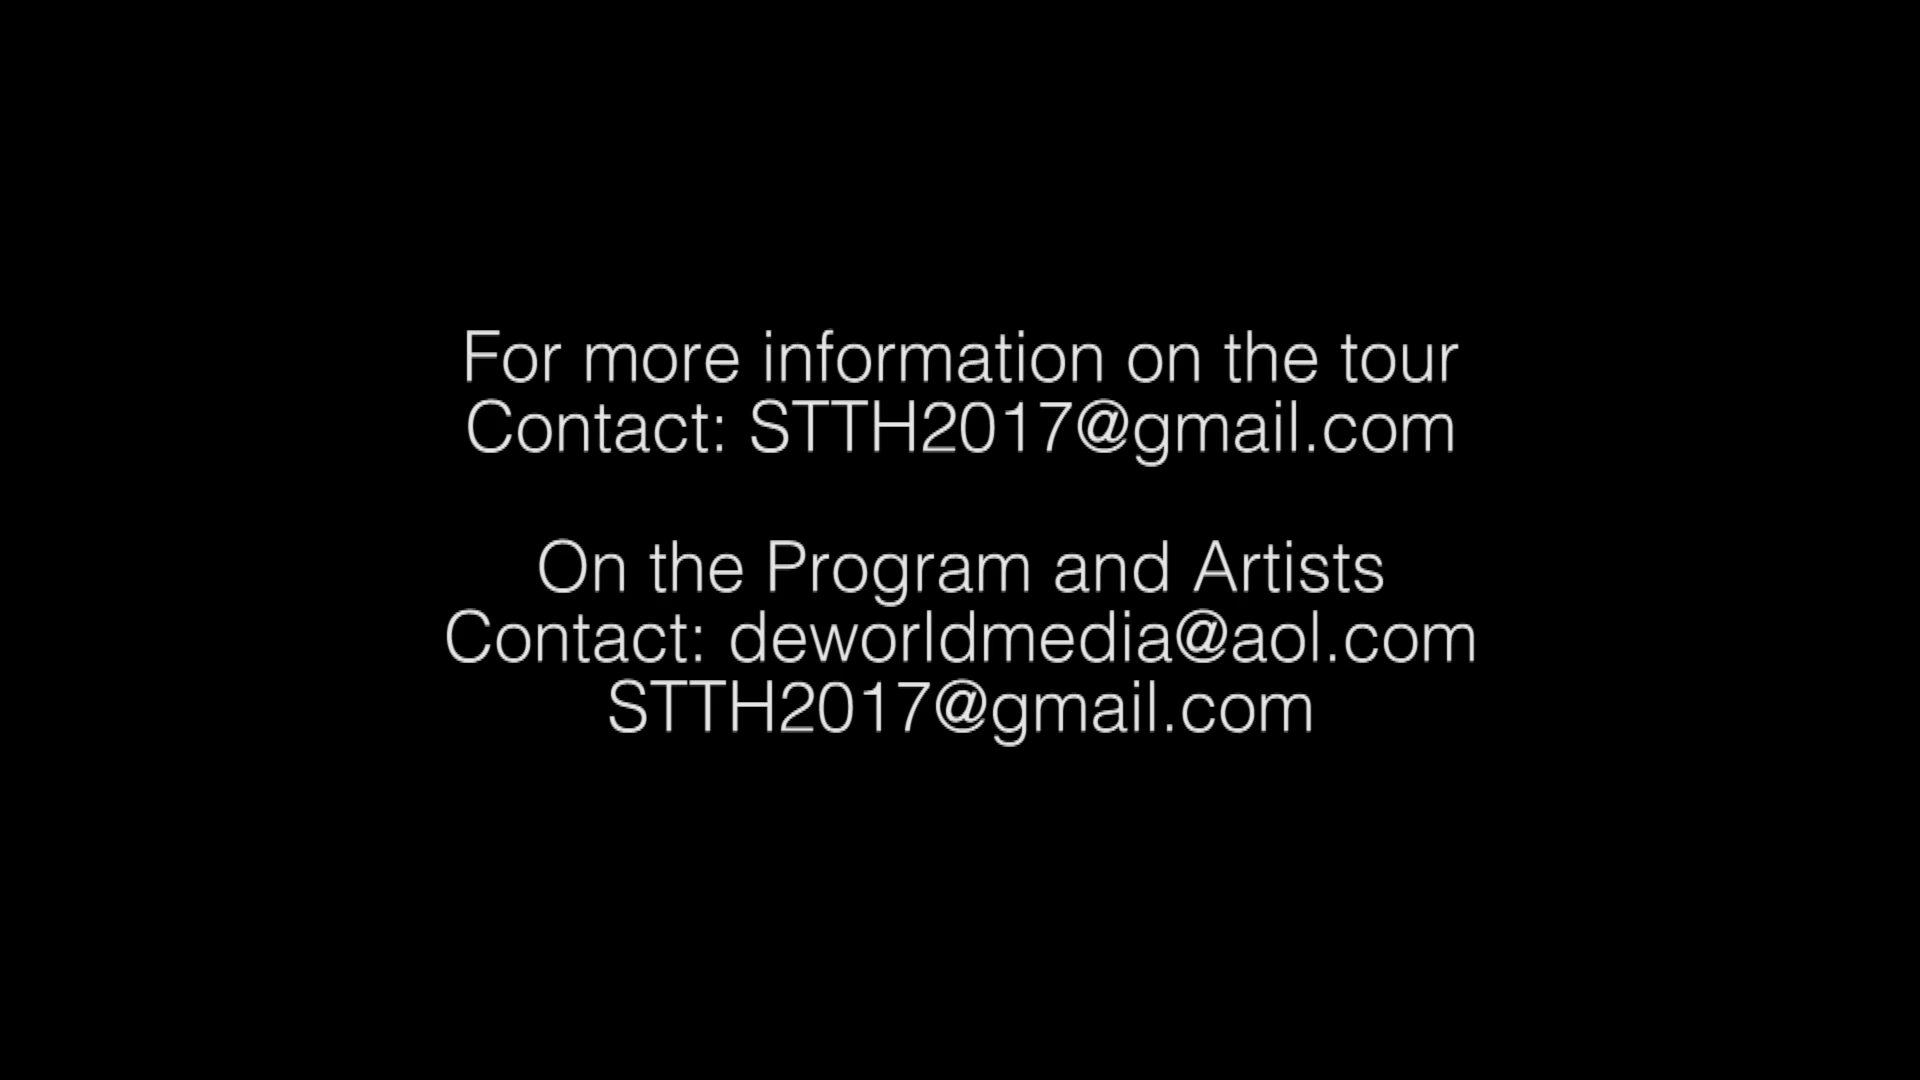 For more information on the tour
Contact: STTH2017@gmail.com
On the Program and Artists
Contact: deworldmedia@aol.com
STTH2017@gmail.com